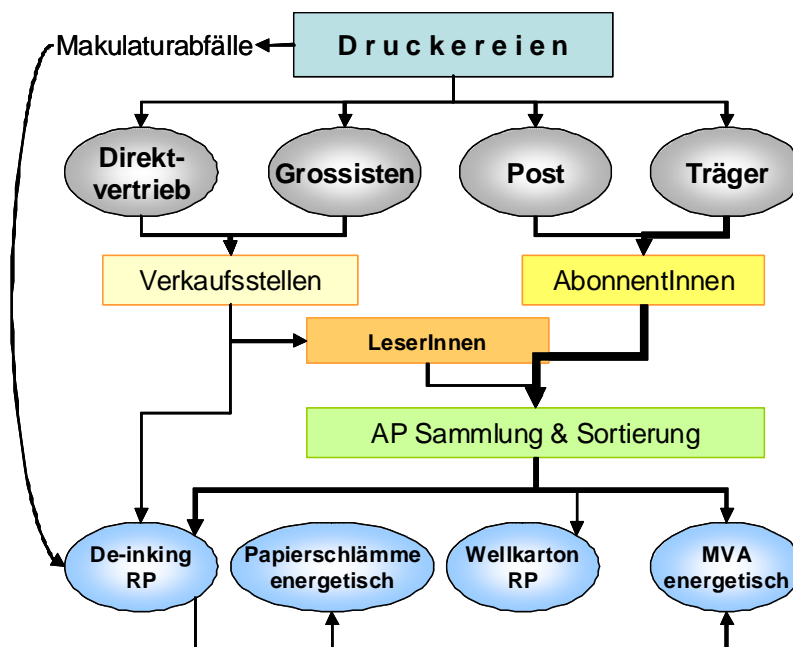 Makulaturabfälle
Druckereien
Direkt-
vertrieb
Grossisten
Post
Träger
Verkaufsstellen
AbonnentInnen
LeserInnen
AP Sammlung & Sortierung
De-inking
RP
Papierschlämme
energetisch
Wellkarton
RP
MVA
energetisch